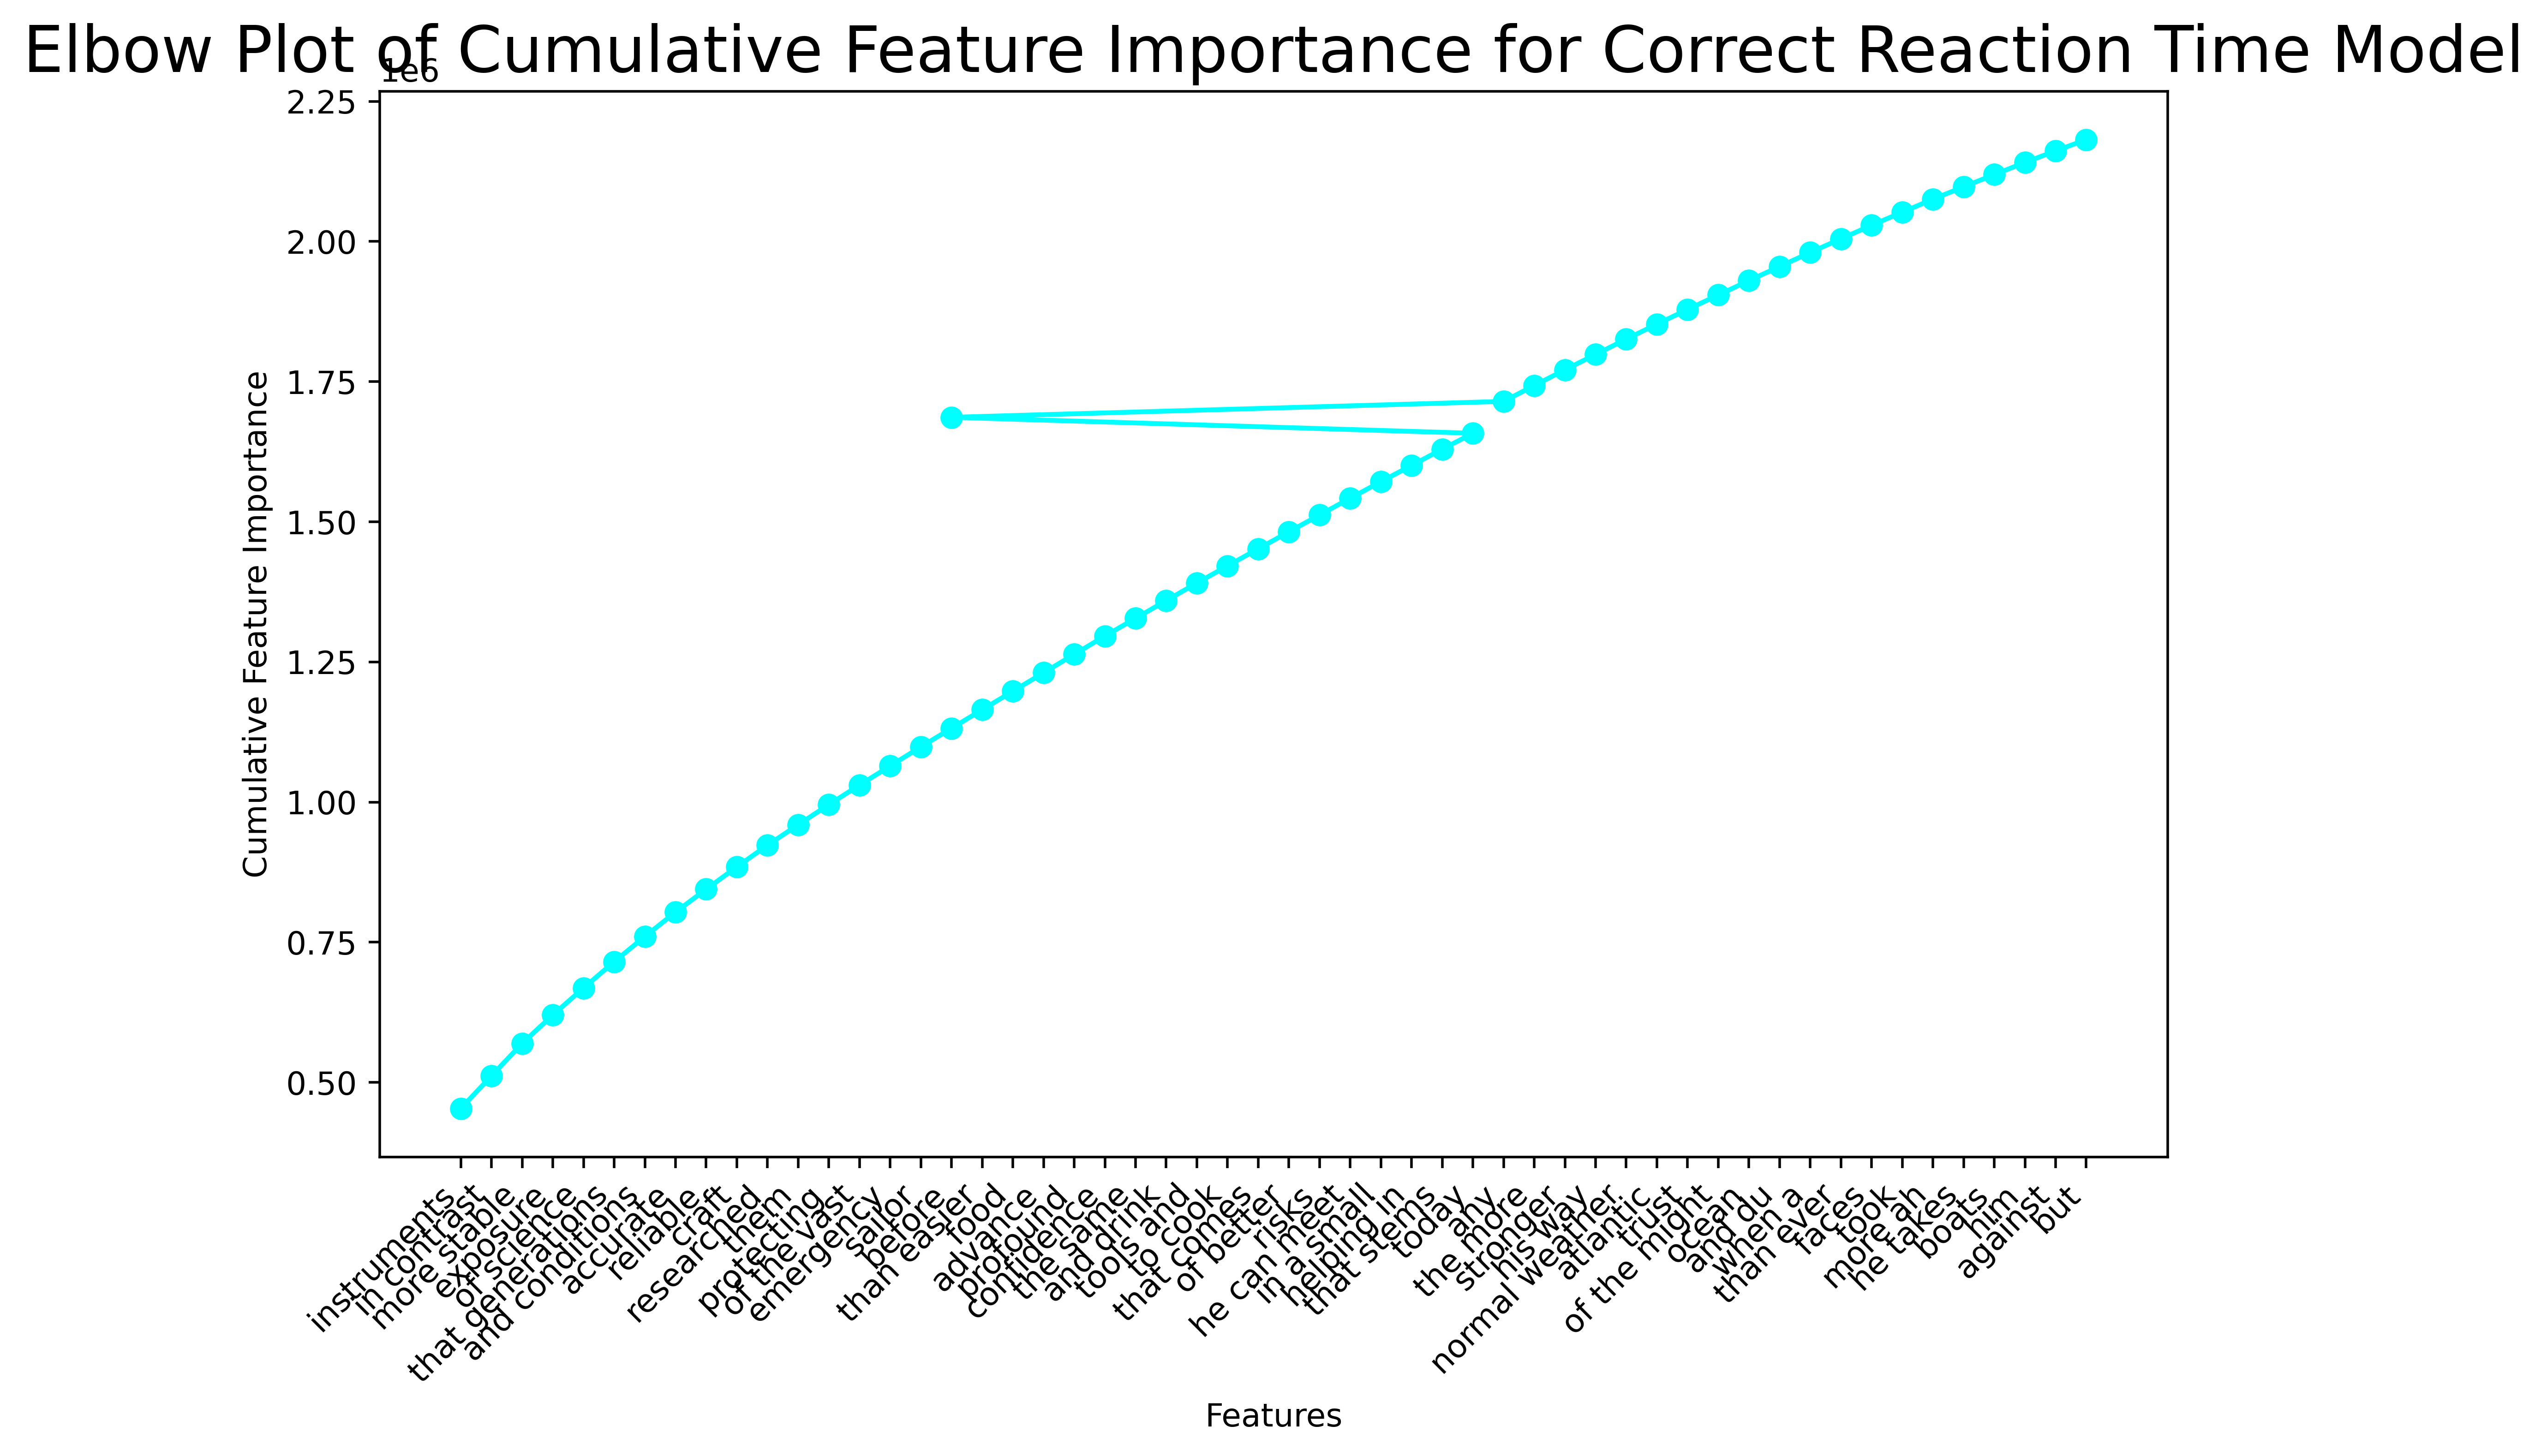 Elbow Plot of Cumulative Feature Importance for Correct Reaction Time Model
1e6
2.25
2.00
1.75
1.50
1.25
1.00
0.75
0.50
Cumulative Feature Importance
instruments
in contrast
more stable
exposure
of science
that generations
and conditions
accurate
reliable
craft
researched
them
protecting
of the vast
emergency
sailor
before
than easier
food
advance
profound
confidence
the same
and drink
tools and
to cook
that comes
of better
risks
he can meet
in a small
helping in
that stems
today
any
the more
stronger
his way
normal weather
atlantic
trust
of the might
ocean
and du
when a
than ever
faces
took
more ah
he takes
boats
him
against
but
Features